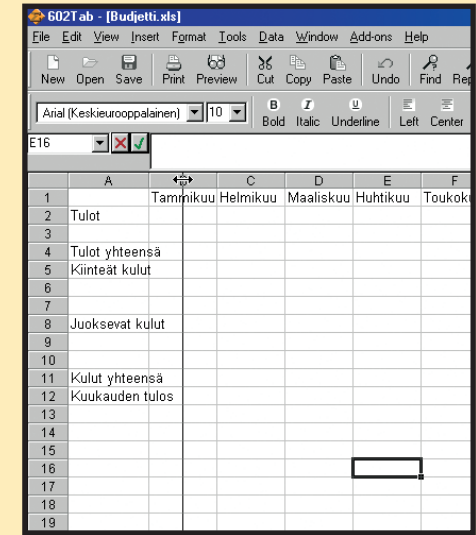 602Tab - [Budjetti.xls]
File Edit View Insert Format Tools Data Window Add-ons Help
New Open Save Print Preview Cut Copy Paste Undo Find
Arial (Keskieurooppalainen) 10 Bold Italic Underline Left Center
E16
A C D E F
1 Tammikuu Helmikuu Maaliskuu Huhtikuu Toukok
2 Tulot
3
4 Tulot yhteensä
5 Kiinteät kulut
6
7
8 Juoksevat kulut
9
10
11 Kulut yhteensä
12 Kuukauden tulos
13
14
15
16
17
18
19